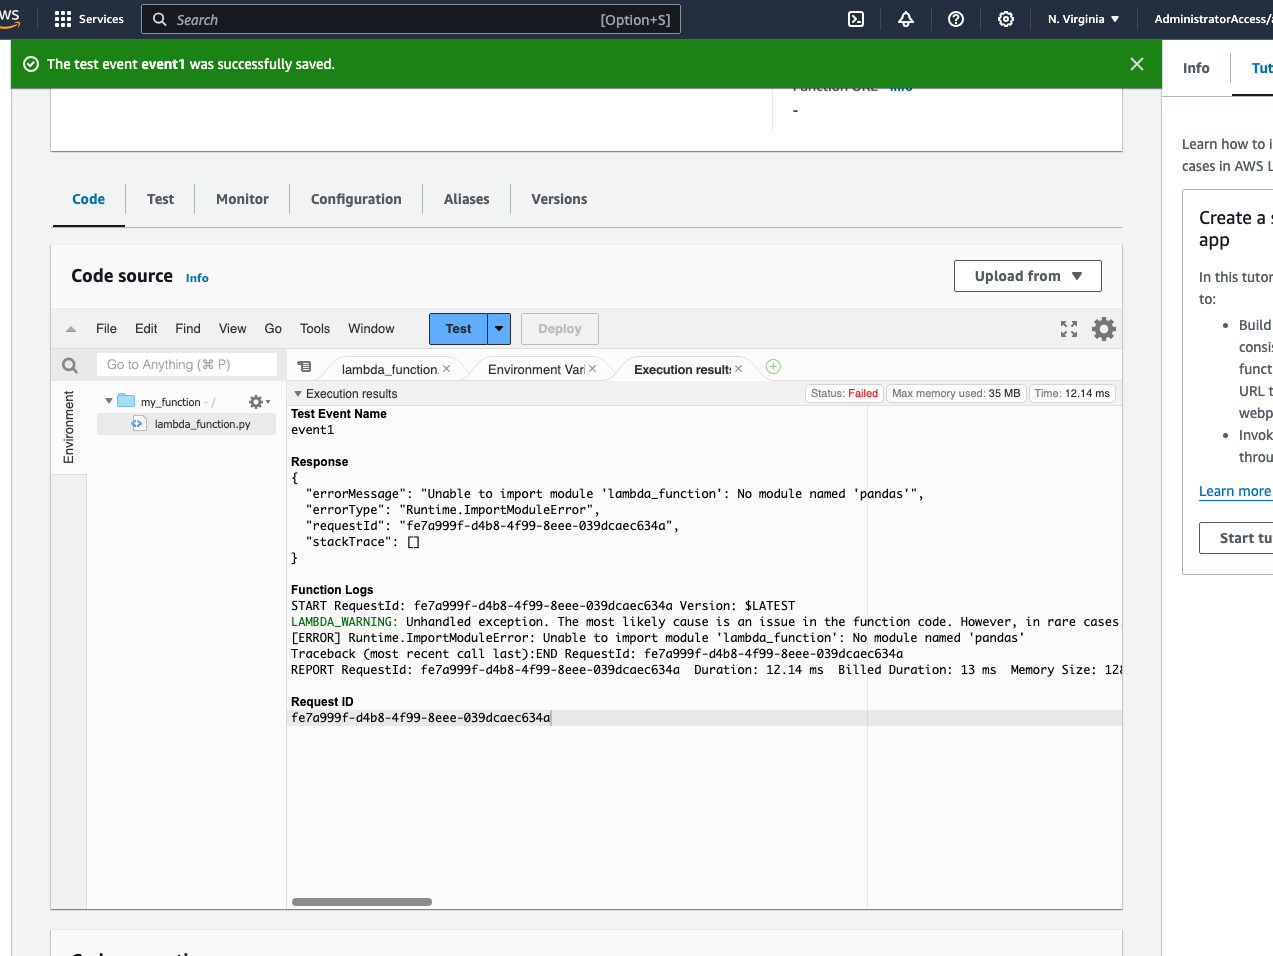 aws
Services
Search
[Option+S]
N. Virginia
AdministratorAccess/
The test event event1 was successfully saved.
Info
-
Info
Learn how to i
cases in AWS L
Create a s
app
In this tutor
to:
Build
consis
funct
URL t
webp
Invok
throu
Learn more
Start tu
Code
Test
Monitor
Configuration
Aliases
Versions
Code source
Info
Upload from
File
Edit
Find
View
Go
Tools
Window
Test
Deploy
Go to Anything (⌘ P)
Environment
my_function - /
lambda_function.py
lambda_function.
Environment Vari
Execution results
Execution results
Status: Failed
Max memory used: 35 MB
Time: 12.14 ms
Test Event Name
event1
Response
{
"errorMessage": "Unable to import module 'lambda_function': No module named 'pandas'",
"errorType": "Runtime.ImportModuleError",
"requestId": "fe7a999f-d4b8-4f99-8eee-039dcaec634a",
"stackTrace": []
}
Function Logs
START RequestId: fe7a999f-d4b8-4f99-8eee-039dcaec634a Version: $LATEST
LAMBDA_WARNING: Unhandled exception. The most likely cause is an issue in the function code. However, in rare cases,
[ERROR] Runtime.ImportModuleError: Unable to import module 'lambda_function': No module named 'pandas'
Traceback (most recent call last):END RequestId: fe7a999f-d4b8-4f99-8eee-039dcaec634a
REPORT RequestId: fe7a999f-d4b8-4f99-8eee-039dcaec634a Duration: 12.14 ms Billed Duration: 13 ms Memory Size: 128
Request ID
fe7a999f-d4b8-4f99-8eee-039dcaec634a